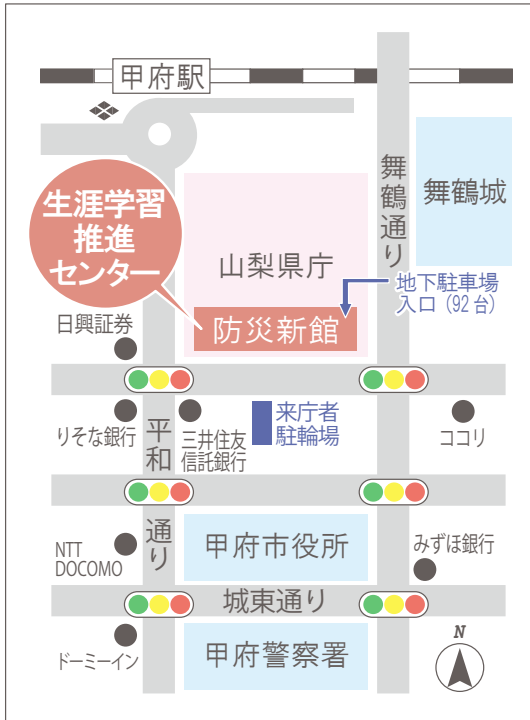 甲府駅
舞鶴通り
舞鶴城
生涯学習
推進
センター
山梨県庁
地下駐車場
入口（92台）
防災新館
日興証券
りそな銀行
平和通り
三井住友
信託銀行
来庁者
駐輪場
ココリ
NTT
DOCOMO
甲府市役所
みずほ銀行
城東通り
ドーミーイン
甲府警察署
N